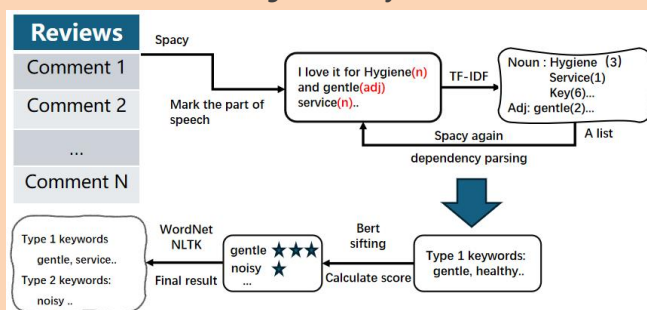 Reviews
Comment 1
Comment 2
...
Comment N
Spacy
Mark the part of
speech
I love it for Hygiene(n)
and gentle(adj)
service(n)..
TF-IDF
Noun : Hygiene (3)
Service(1)
Key(6)...
Adj: gentle(2)...
A list
Spacy again
dependency parsing
Type 1 keywords:
gentle, healthy..
Bert
sifting
Calculate score
gentle ★★★
noisy ★
...
WordNet
NLTK
Final result
Type 1 keywords
gentle, service..
Type 2 keywords:
noisy ..